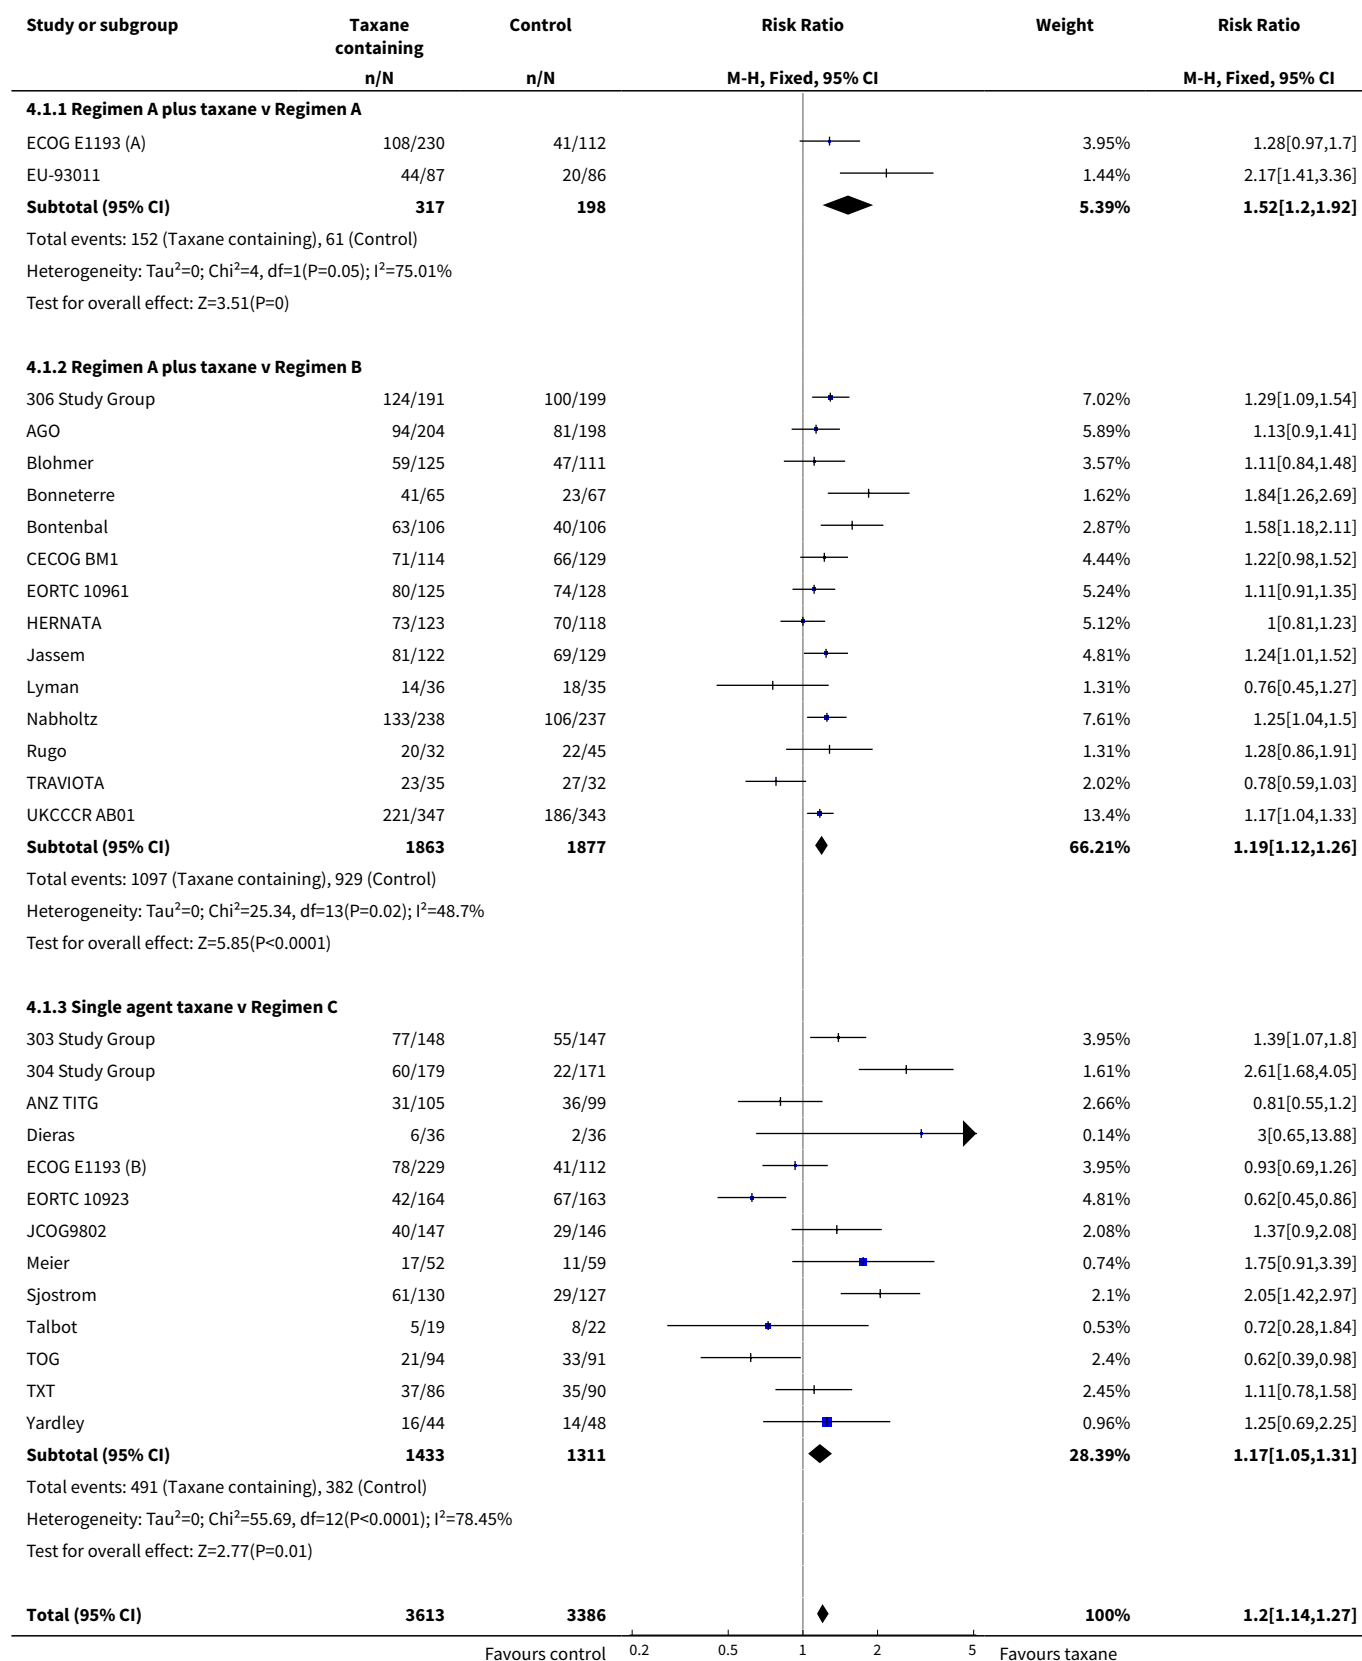 Study or subgroup Taxane containing Control Risk Ratio Weight Risk Ratio
n/N n/N M-H, Fixed, 95% CI M-H, Fixed, 95% CI
4.1.1 Regimen A plus taxane v Regimen A
ECOG E1193 (A) 108/230 41/112 3.95% 1.28[0.97,1.7]
EU-93011 44/87 20/86 1.44% 2.17[1.41,3.36]
Subtotal (95% CI) 317 198 5.39% 1.52[1.2,1.92]
Total events: 152 (Taxane containing), 61 (Control)
Heterogeneity: Tau²=0; Chi²=4, df=1(P=0.05); I²=75.01%
Test for overall effect: Z=3.51(P=0)
4.1.2 Regimen A plus taxane v Regimen B
306 Study Group 124/191 100/199 7.02% 1.29[1.09,1.54]
AGO 94/204 81/198 5.89% 1.13[0.9,1.41]
Blohmer 59/125 47/111 3.57% 1.11[0.84,1.48]
Bonneterre 41/65 23/67 1.62% 1.84[1.26,2.69]
Bontenbal 63/106 40/106 2.87% 1.58[1.18,2.11]
CECOG BM1 71/114 66/129 4.44% 1.22[0.98,1.52]
EORTC 10961 80/125 74/128 5.24% 1.11[0.91,1.35]
HERNATA 73/123 70/118 5.12% 1[0.81,1.23]
Jassem 81/122 69/129 4.81% 1.24[1.01,1.52]
Lyman 14/36 18/35 1.31% 0.76[0.45,1.27]
Nabholtz 133/238 106/237 7.61% 1.25[1.04,1.5]
Rugo 20/32 22/45 1.31% 1.28[0.86,1.91]
TRAVIOTA 23/35 27/32 2.02% 0.78[0.59,1.03]
UKCCCR AB01 221/347 186/343 13.4% 1.17[1.04,1.33]
Subtotal (95% CI) 1863 1877 66.21% 1.19[1.12,1.26]
Total events: 1097 (Taxane containing), 929 (Control)
Heterogeneity: Tau²=0; Chi²=25.34, df=13(P=0.02); I²=48.7%
Test for overall effect: Z=5.85(P<0.0001)
4.1.3 Single agent taxane v Regimen C
303 Study Group 77/148 55/147 3.95% 1.39[1.07,1.8]
304 Study Group 60/179 22/171 1.61% 2.61[1.68,4.05]
ANZ TITG 31/105 36/99 2.66% 0.81[0.55,1.2]
Dieras 6/36 2/36 0.14% 3[0.65,13.88]
ECOG E1193 (B) 78/229 41/112 3.95% 0.93[0.69,1.26]
EORTC 10923 42/164 67/163 4.81% 0.62[0.45,0.86]
JCOG9802 40/147 29/146 2.08% 1.37[0.9,2.08]
Meier 17/52 11/59 0.74% 1.75[0.91,3.39]
Sjostrom 61/130 29/127 2.1% 2.05[1.42,2.97]
Talbot 5/19 8/22 0.53% 0.72[0.28,1.84]
TOG 21/94 33/91 2.4% 0.62[0.39,0.98]
TXT 37/86 35/90 2.45% 1.11[0.78,1.58]
Yardley 16/44 14/48 0.96% 1.25[0.69,2.25]
Subtotal (95% CI) 1433 1311 28.39% 1.17[1.05,1.31]
Total events: 491 (Taxane containing), 382 (Control)
Heterogeneity: Tau²=0; Chi²=55.69, df=12(P<0.0001); I²=78.45%
Test for overall effect: Z=2.77(P=0.01)
Total (95% CI) 3613 3386 100% 1.2[1.14,1.27]
Favours control 0.2 0.5 1 2 5 Favours taxane